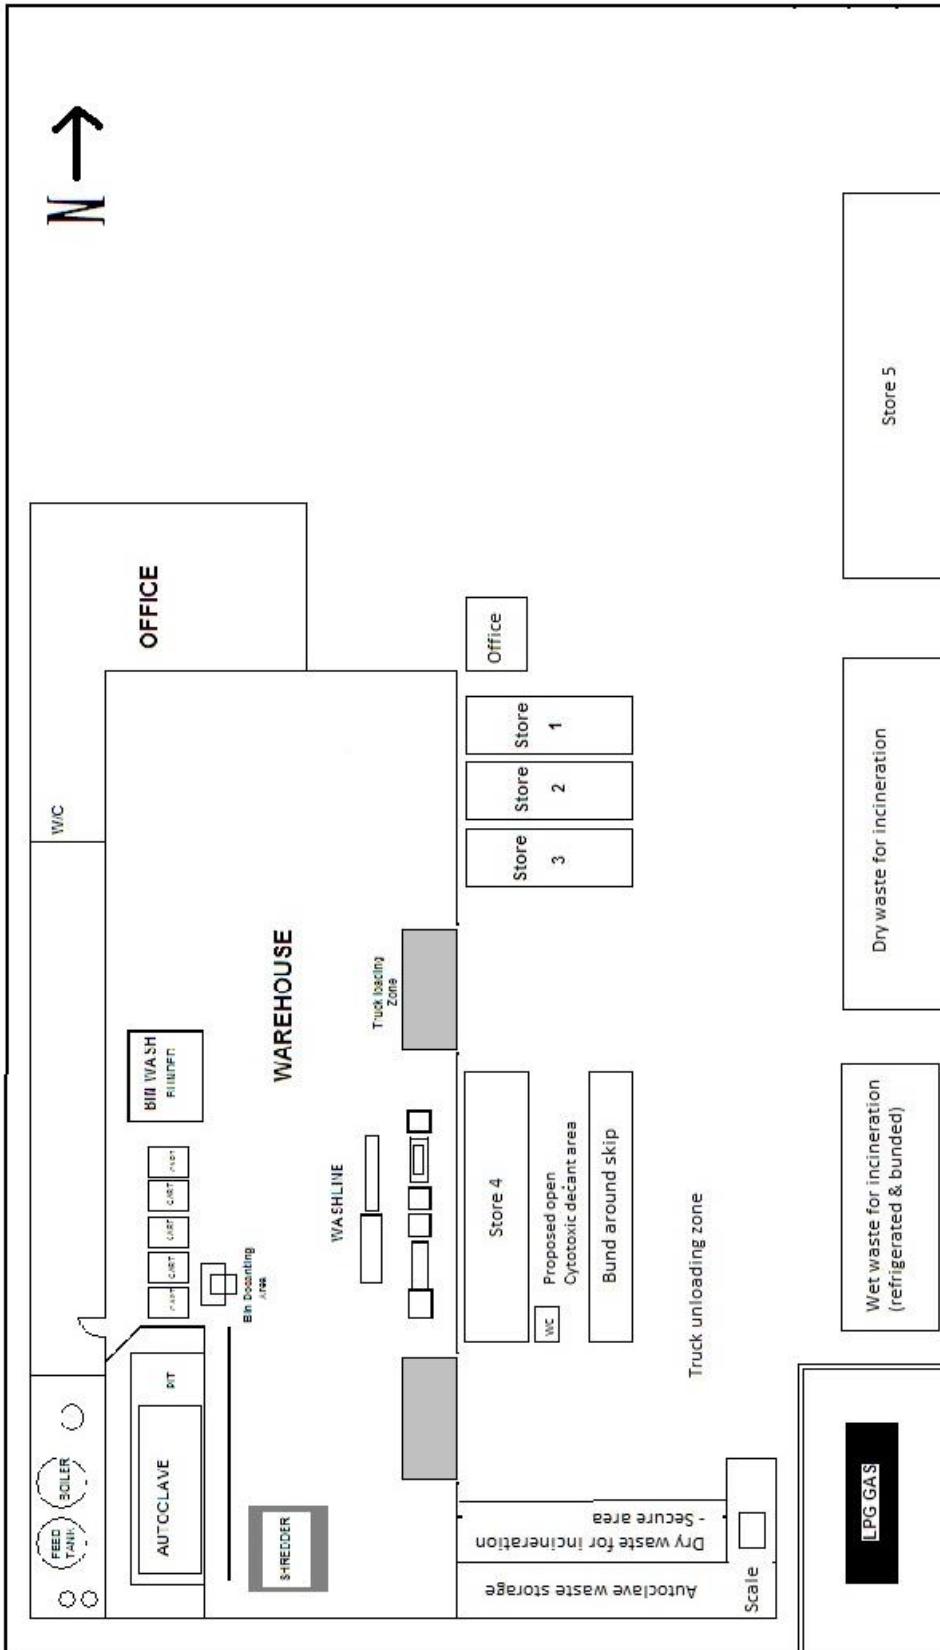 N
OFFICE
W/C
Office
Store 5
Store
1
Store
2
Store
3
WAREHOUSE
Truck loading
Zone
Dry waste for incineration
BIN WASH
BUNDED
CART
CART
CART
CART
CART
WASHLINE
Bin Decanting
Area
Store 4
Proposed open
Cytotoxic decant area
WC
Bund around skip
Truck unloading zone
Wet waste for incineration
(refrigerated & bunded)
PIT
AUTOCLAVE
BOILER
FEED
TANK
SHREDDER
Dry waste for incineration
- Secure area
Autoclave waste storage
Scale
LPG GAS